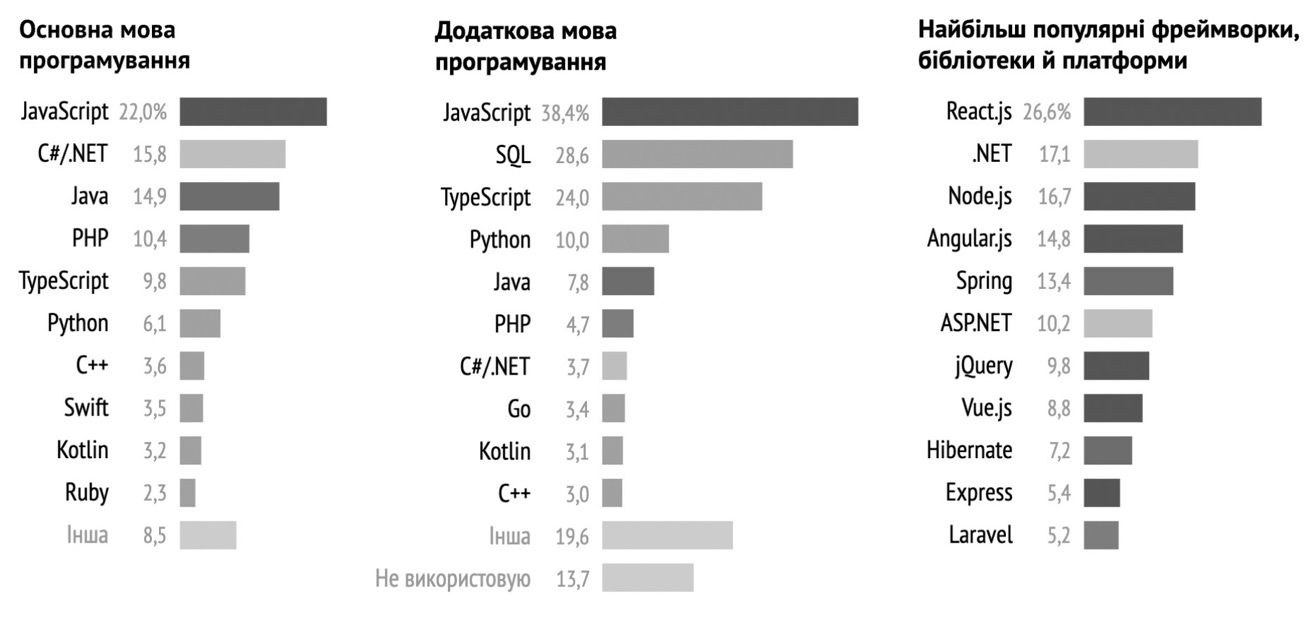 Основна мова
програмування
JavaScript 22,0%
C#/.NET 15,8
Java 14,9
PHP 10,4
TypeScript 9,8
Python 6,1
C++ 3,6
Swift 3,5
Kotlin 3,2
Ruby 2,3
Інша 8,5
Додаткова мова
програмування
JavaScript 38,4%
SQL 28,6
TypeScript 24,0
Python 10,0
Java 7,8
PHP 4,7
C#/.NET 3,7
Go 3,4
Kotlin 3,1
C++ 3,0
Інша 19,6
Не використовую 13,7
Найбільш популярні фреймворки,
бібліотеки й платформи
React.js 26,6%
.NET 17,1
Node.js 16,7
Angular.js 14,8
Spring 13,4
ASP.NET 10,2
jQuery 9,8
Vue.js 8,8
Hibernate 7,2
Express 5,4
Laravel 5,2